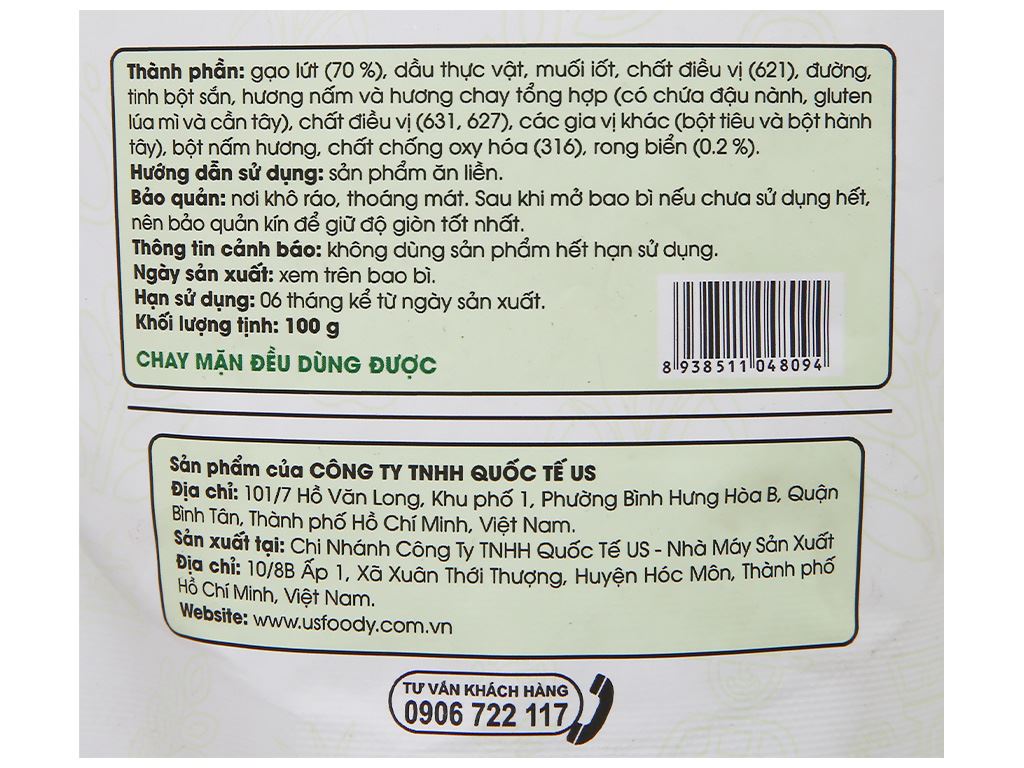 Thành phần: gạo lứt (70 %), dầu thực vật, muối iốt, chất điều vị (621), đường,
tinh bột sắn, hương nấm và hương chay tổng hợp (có chứa đậu nành, gluten
lúa mì và cần tây), chất điều vị (631, 627), các gia vị khác (bột tiêu và bột hành
tây), bột nấm hương, chất chống oxy hóa (316), rong biển (0.2 %).
Hướng dẫn sử dụng: sản phẩm ăn liền.
Bảo quản: nơi khô ráo, thoáng mát. Sau khi mở bao bì nếu chưa sử dụng hết,
nên bảo quản kín để giữ độ giòn tốt nhất.
Thông tin cảnh báo: không dùng sản phẩm hết hạn sử dụng.
Ngày sản xuất: xem trên bao bì.
Hạn sử dụng: 06 tháng kể từ ngày sản xuất.
Khối lượng tịnh: 100 g
CHAY MẶN ĐỀU DÙNG ĐƯỢC
8 938511 048094
Sản phẩm của CÔNG TY TNHH QUỐC TẾ US
Địa chỉ: 101/7 Hồ Văn Long, Khu phố 1, Phường Bình Hưng Hòa B, Quận
Bình Tân, Thành phố Hồ Chí Minh, Việt Nam.
Sản xuất tại: Chi Nhánh Công Ty TNHH Quốc Tế US - Nhà Máy Sản Xuất
Địa chỉ: 10/8B Ấp 1, Xã Xuân Thới Thượng, Huyện Hóc Môn, Thành phố
Hồ Chí Minh, Việt Nam.
Website: www.usfoody.com.vn
TƯ VẤN KHÁCH HÀNG
0906 722 117